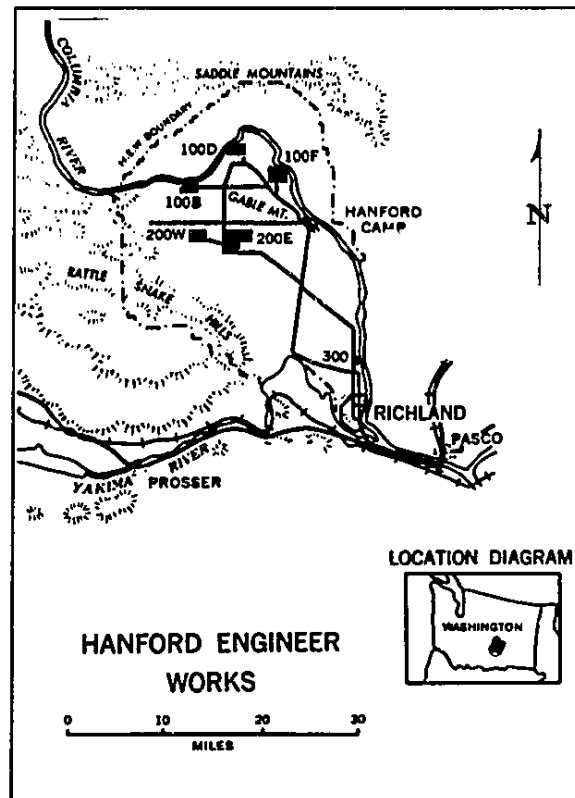 COLUMBIA
RIVER
SADDLE MOUNTAINS
H.E.W BOUNDARY
100D
100F
100B
GABLE MT.
HANFORD
CAMP
200W
200E
N
RATTLE
SNAKE
HILLS
300
RICHLAND
PASCO
YAKIMA
RIVER
PROSSER
LOCATION DIAGRAM
WASHINGTON
HANFORD ENGINEER
WORKS
0 10 20 30
MILES